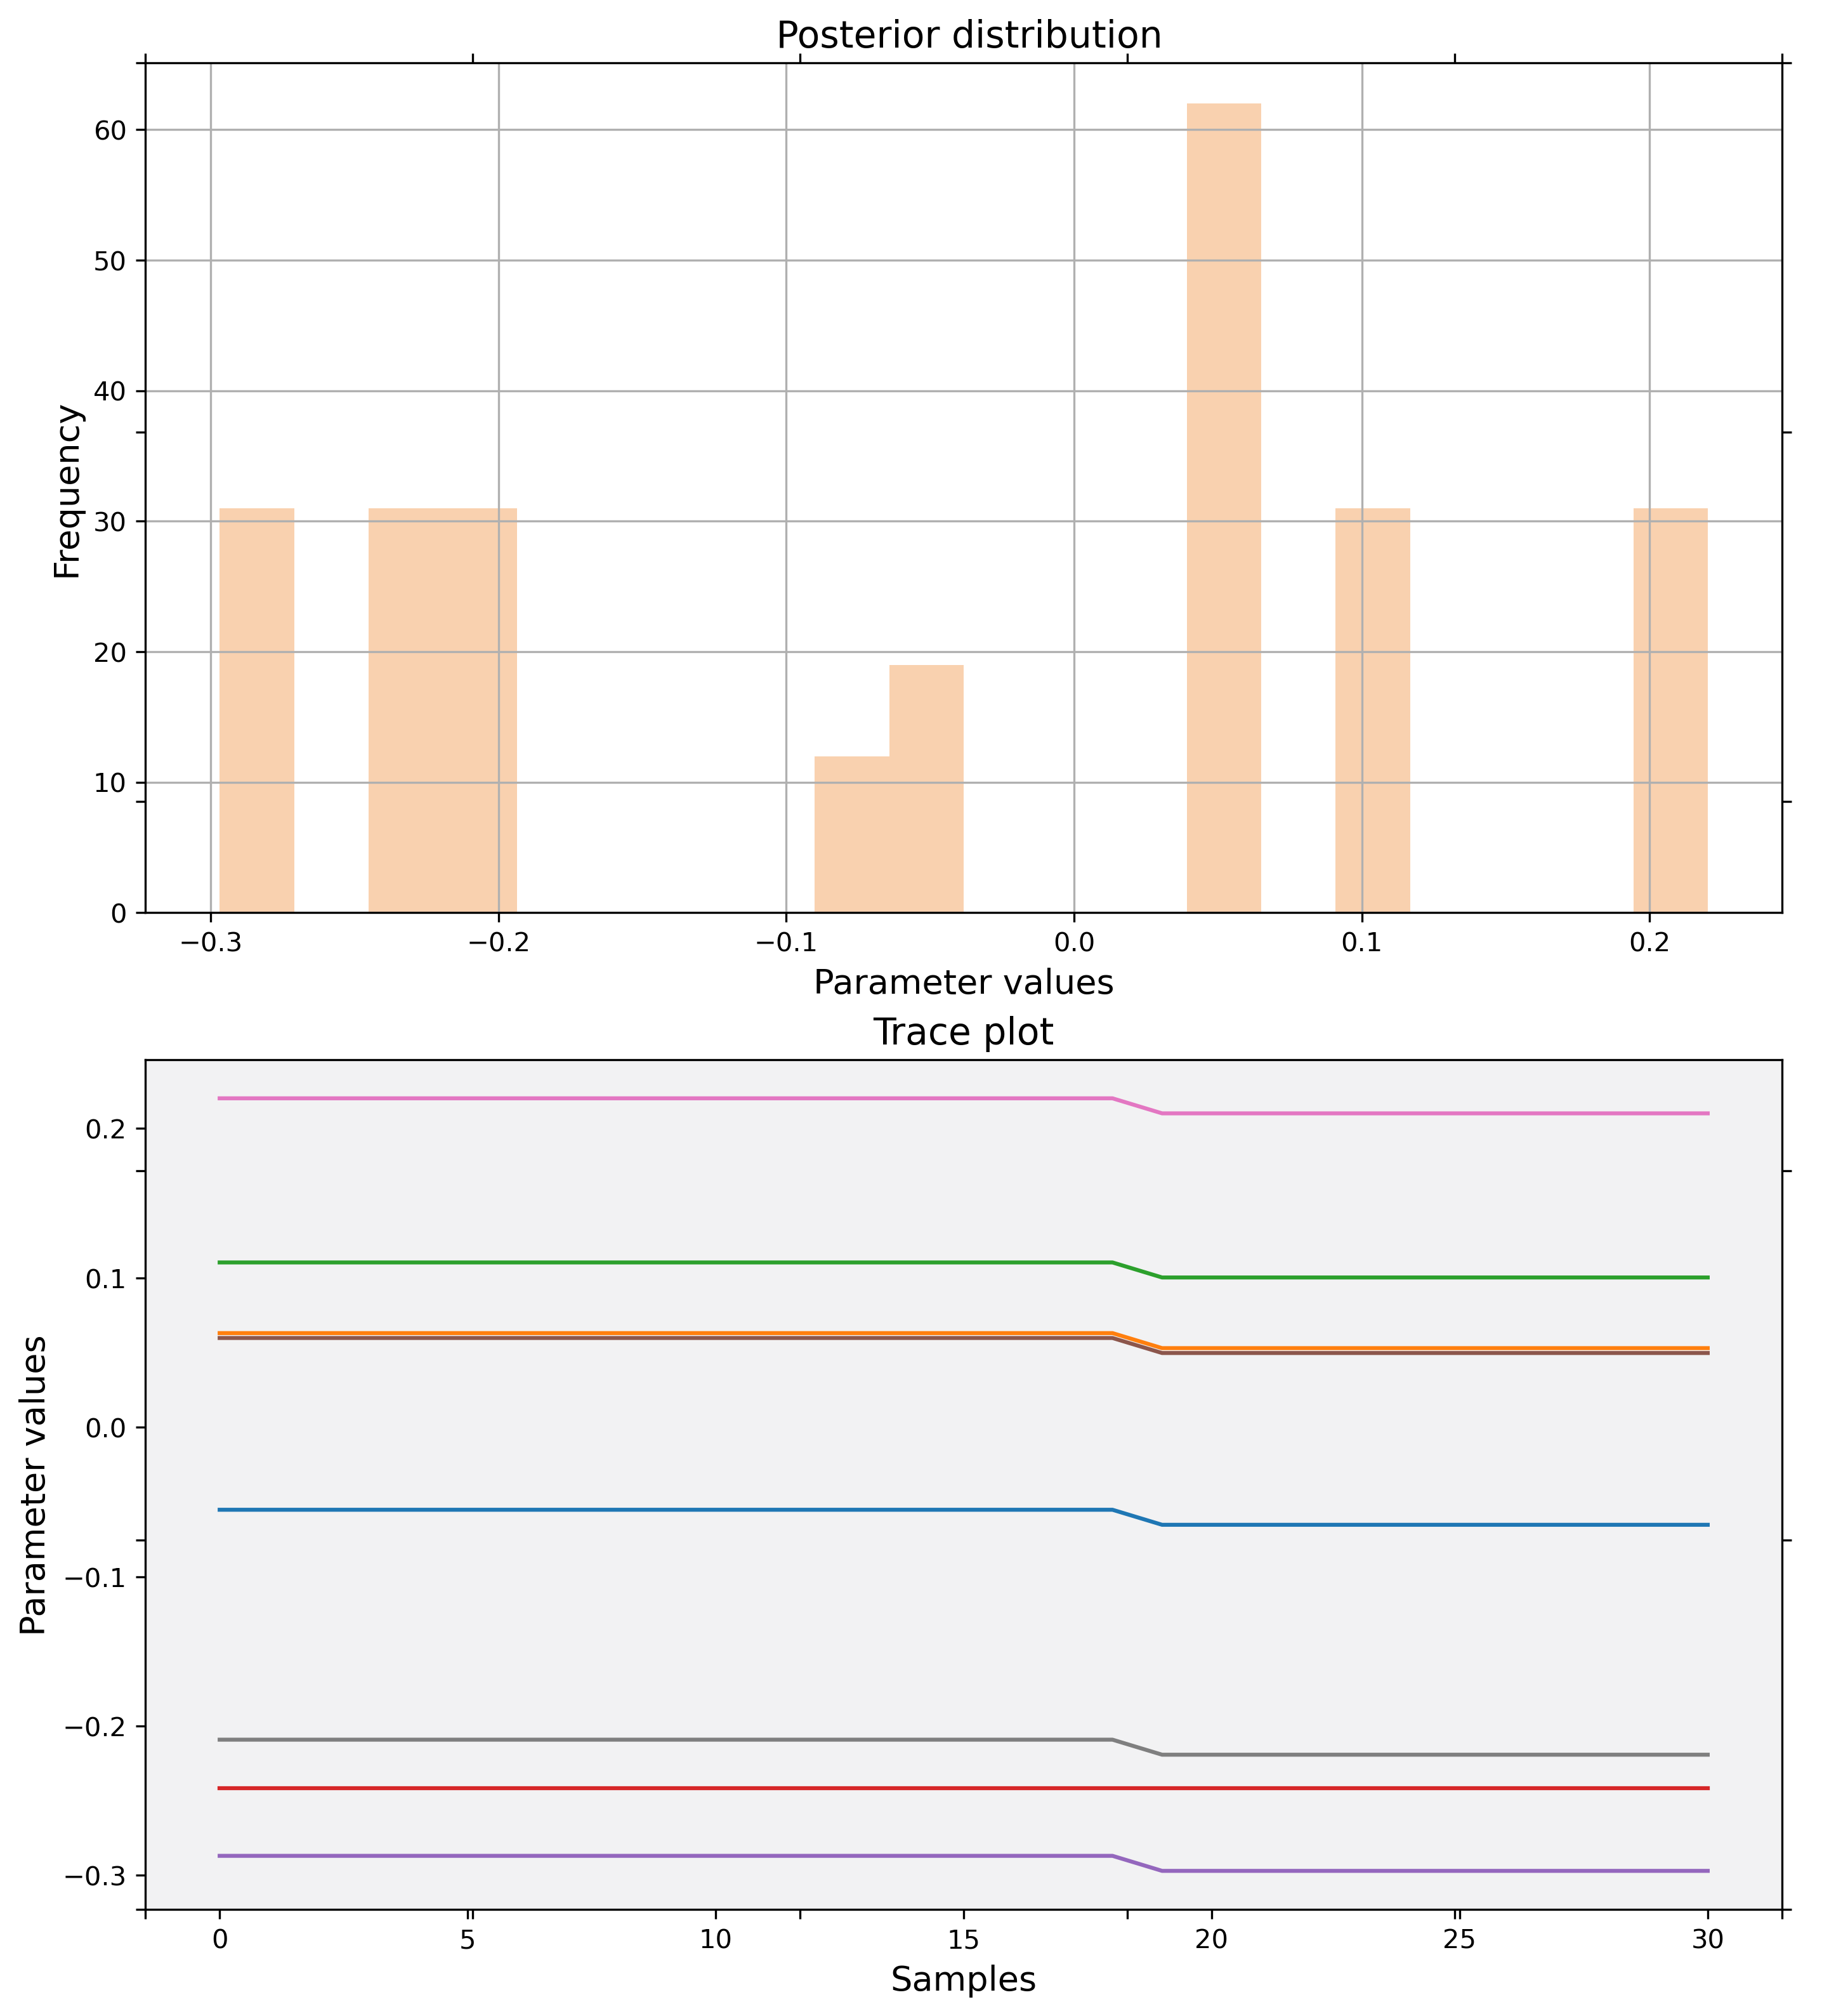 Posterior distribution
Frequency
60
50
40
30
20
10
0
−0.3 −0.2 −0.1 0.0 0.1 0.2
Parameter values
Trace plot
Parameter values
0.2
0.1
0.0
−0.1
−0.2
−0.3
0 5 10 15 20 25 30
Samples